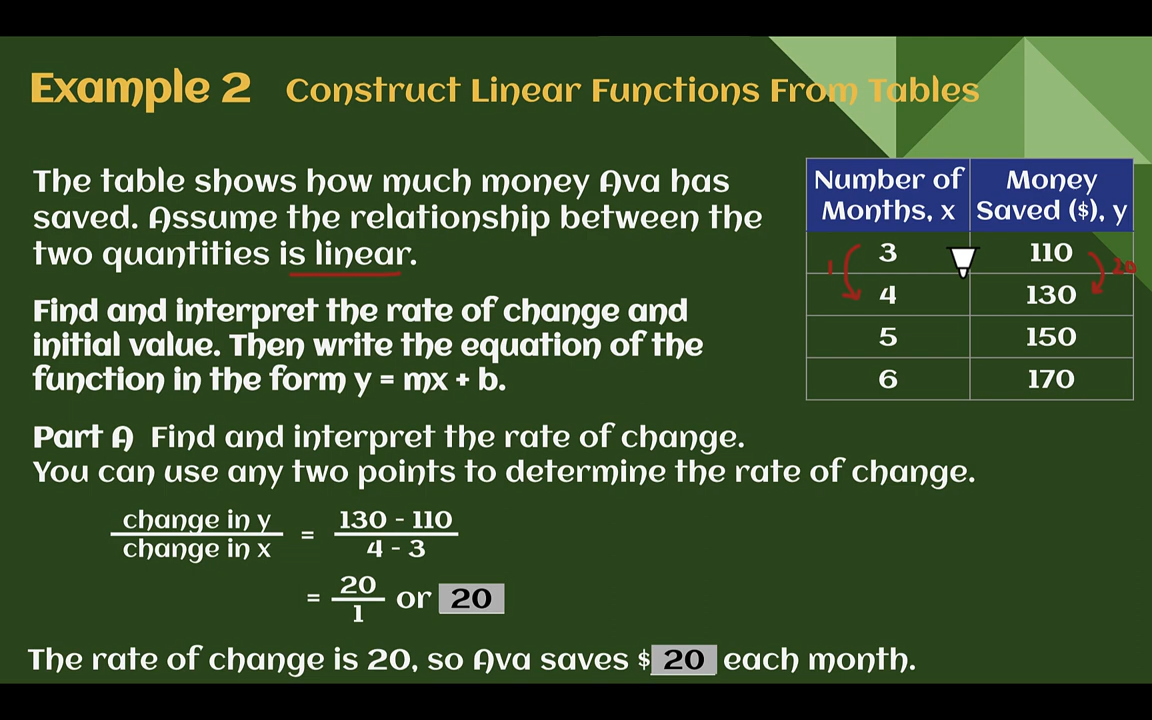 Example 2 Construct Linear Functions From Tables
The table shows how much money Ava has
saved. Assume the relationship between the
two quantities is linear.
Find and interpret the rate of change and
initial value. Then write the equation of the
function in the form y = mx + b.
Number of Months, x | Money Saved ($), y
3 110
4 130
5 150
6 170
1 20
Part A Find and interpret the rate of change.
You can use any two points to determine the rate of change.
change in y / change in x = 130 - 110 / 4 - 3
= 20 / 1 or 20
The rate of change is 20, so Ava saves $ 20 each month.